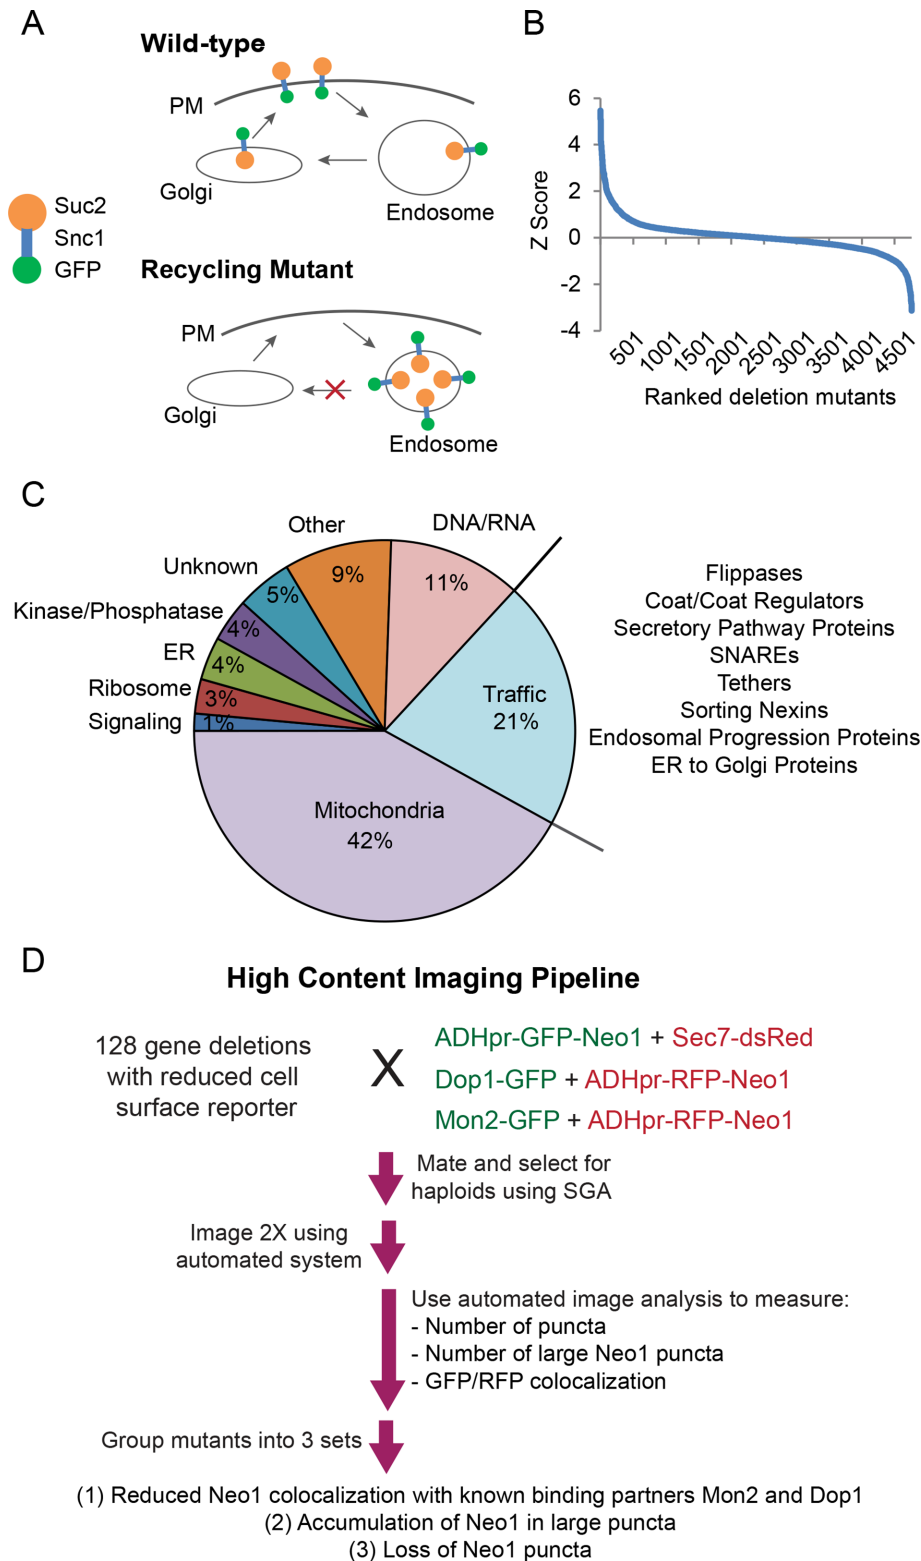 A
Wild-type
PM
Golgi
Endosome
Suc2
Snc1
GFP
Recycling Mutant
PM
Golgi
Endosome
B
Z Score
6
4
2
0
-2
-4
501
1001
1501
2001
2501
3001
3501
4001
4501
Ranked deletion mutants
C
Other
DNA/RNA
Unknown
Kinase/Phosphatase
ER
Ribosome
Signaling
9%
11%
5%
4%
4%
3%
1%
Traffic
21%
Mitochondria
42%
Flippases
Coat/Coat Regulators
Secretory Pathway Proteins
SNAREs
Tethers
Sorting Nexins
Endosomal Progression Proteins
ER to Golgi Proteins
D
High Content Imaging Pipeline
128 gene deletions
with reduced cell
surface reporter
X
ADHpr-GFP-Neo1 + Sec7-dsRed
Dop1-GFP + ADHpr-RFP-Neo1
Mon2-GFP + ADHpr-RFP-Neo1
Mate and select for
haploids using SGA
Image 2X using
automated system
Use automated image analysis to measure:
- Number of puncta
- Number of large Neo1 puncta
- GFP/RFP colocalization
Group mutants into 3 sets
(1) Reduced Neo1 colocalization with known binding partners Mon2 and Dop1
(2) Accumulation of Neo1 in large puncta
(3) Loss of Neo1 puncta